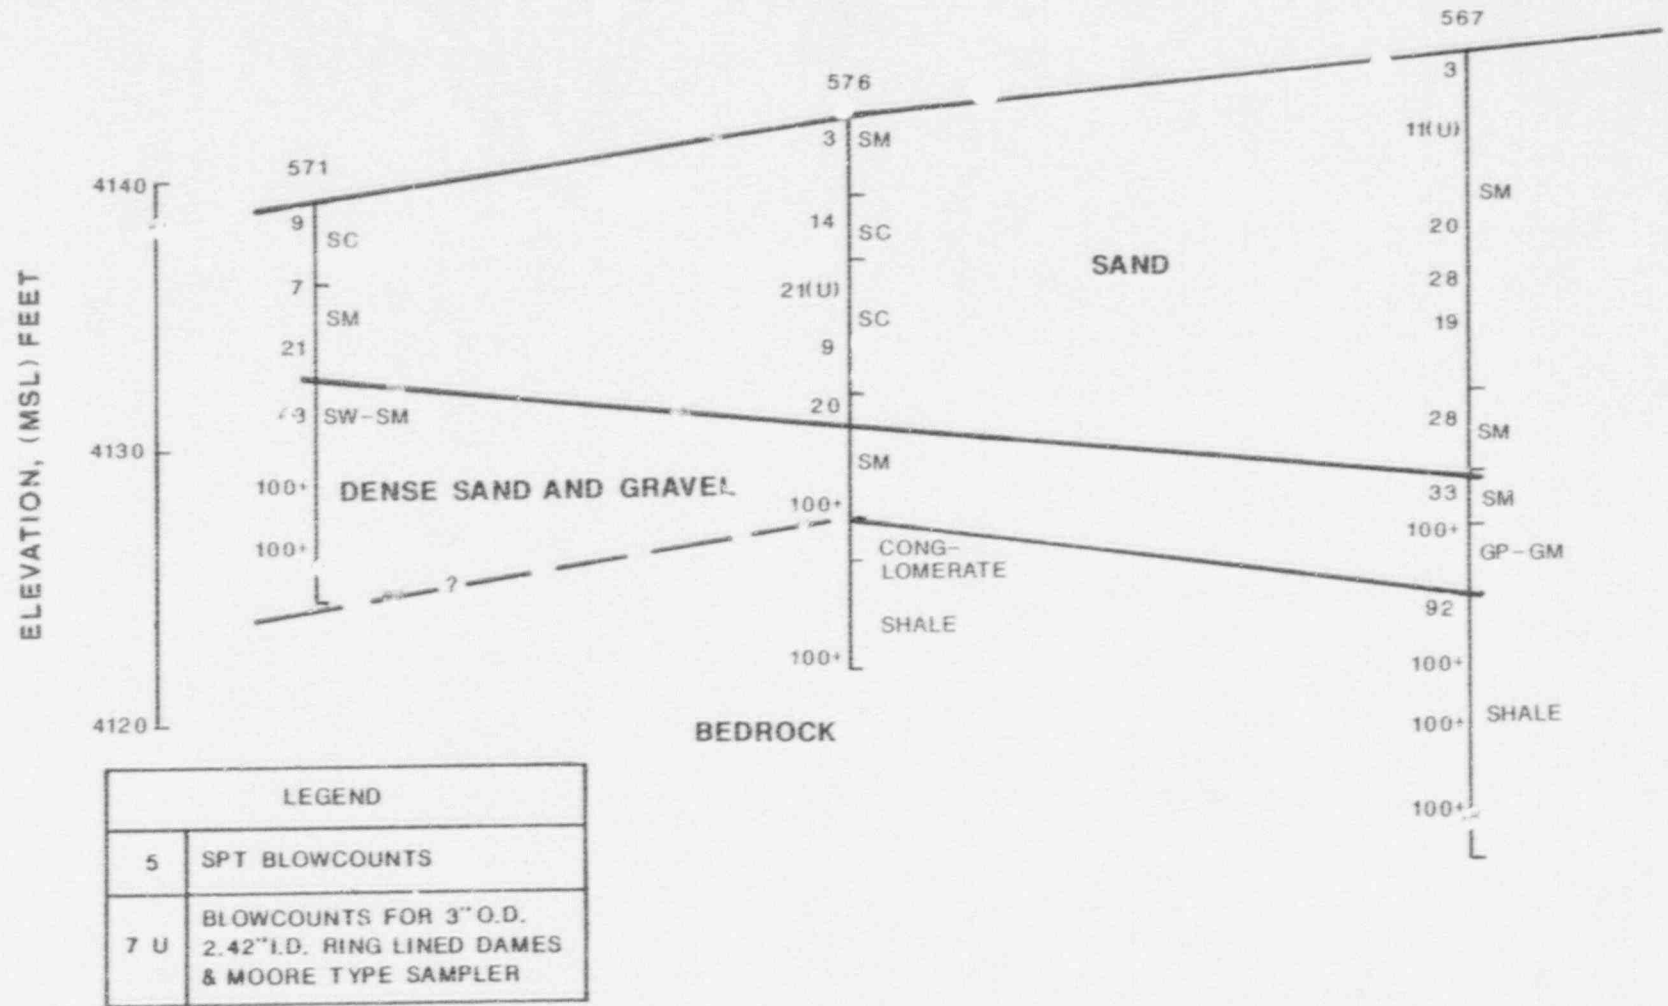 567
3
576
11(U)
3 SM
571
4140
SM
9
14
20
SC
SC
SAND
7
21(U)
28
SM
SC
19
21
9
20
28
SW-SM
SM
4130
SM
100+
DENSE SAND AND GRAVEL
33
SM
100+
100+
100+
GP-GM
CONG-
LOMERATE
?
92
SHALE
100+
100+
4120
BEDROCK
100+
SHALE
100+
ELEVATION, (MSL) FEET
LEGEND
5 SPT BLOWCOUNTS
7 U
BLOWCOUNTS FOR 3" O.D.
2.42" I.D. RING LINED DAMES
& MOORE TYPE SAMPLER